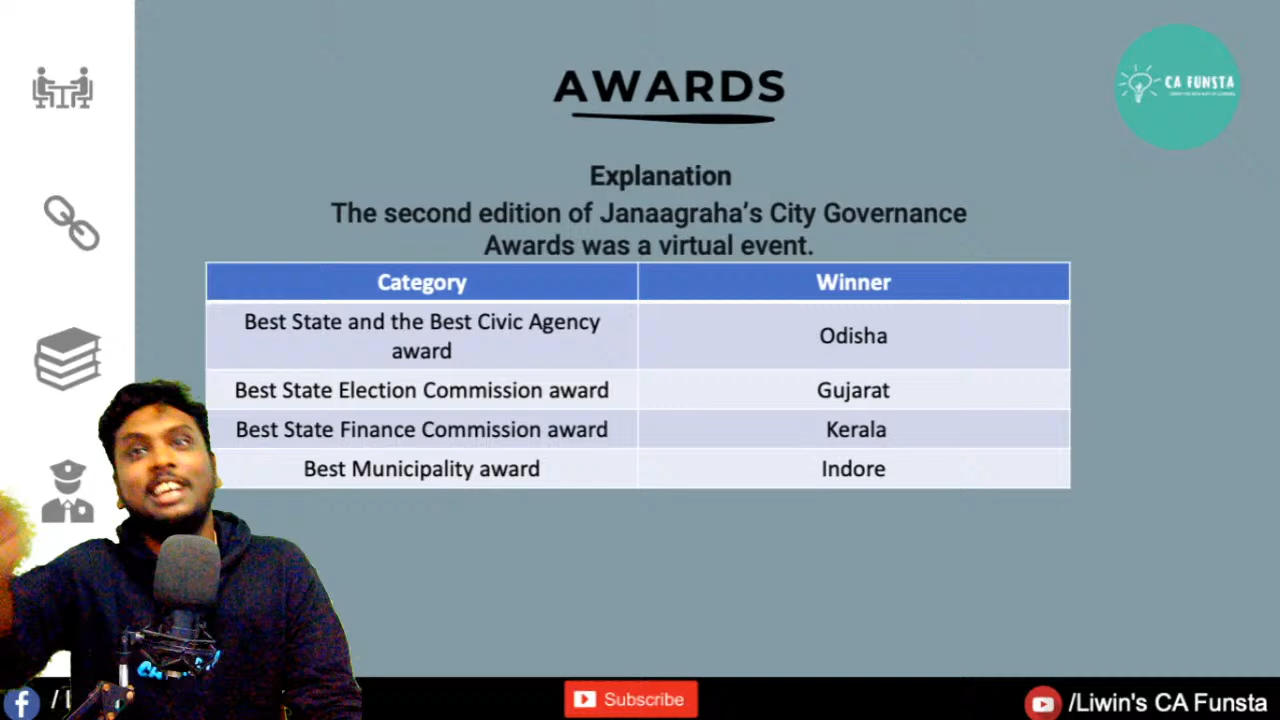 AWARDS
CA FUNSTA
Explanation
The second edition of Janaagraha's City Governance
Awards was a virtual event.
Category
Winner
Best State and the Best Civic Agency
award
Odisha
Best State Election Commission award
Gujarat
Best State Finance Commission award
Kerala
Best Municipality award
Indore
Subscribe
/Liwin's CA Funsta